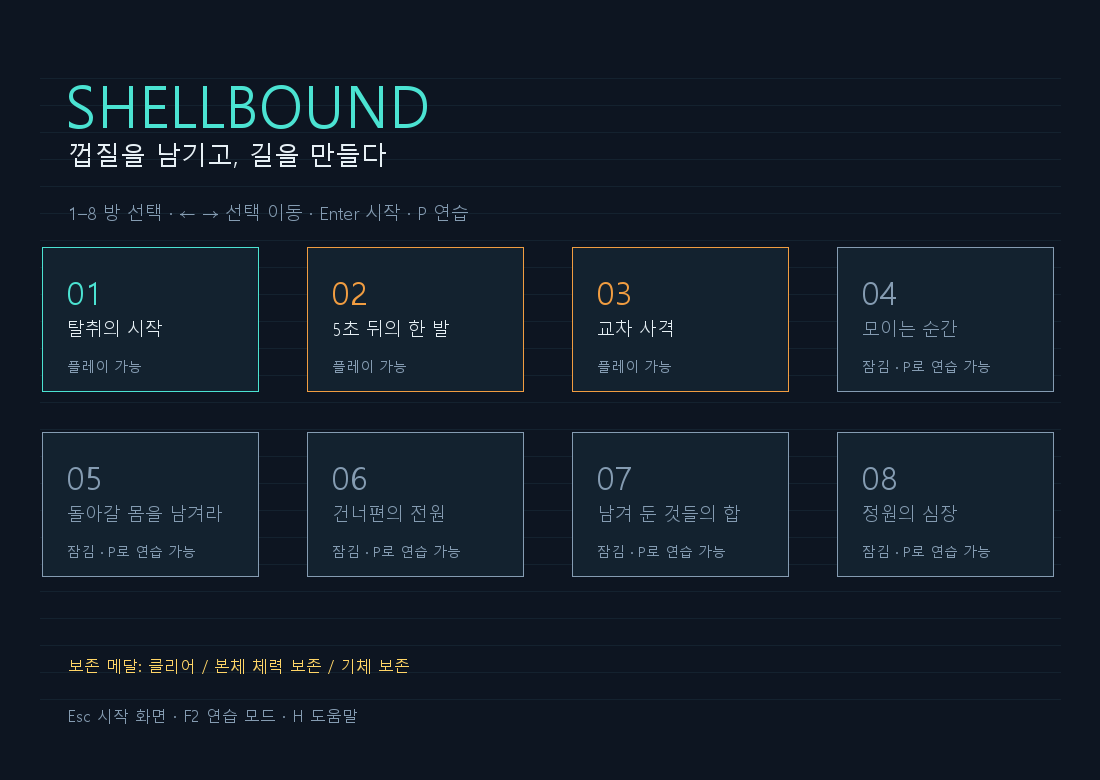 SHELLBOUND
껍질을 남기고, 길을 만들다
1–8 방 선택 · ← → 선택 이동 · Enter 시작 · P 연습
01
탈취의 시작
플레이 가능
02
5초 뒤의 한 발
플레이 가능
03
교차 사격
플레이 가능
04
모이는 순간
잠김 · P로 연습 가능
05
돌아갈 몸을 남겨라
잠김 · P로 연습 가능
06
건너편의 전원
잠김 · P로 연습 가능
07
남겨 둔 것들의 합
잠김 · P로 연습 가능
08
정원의 심장
잠김 · P로 연습 가능
보존 메달: 클리어 / 본체 체력 보존 / 기체 보존
Esc 시작 화면 · F2 연습 모드 · H 도움말